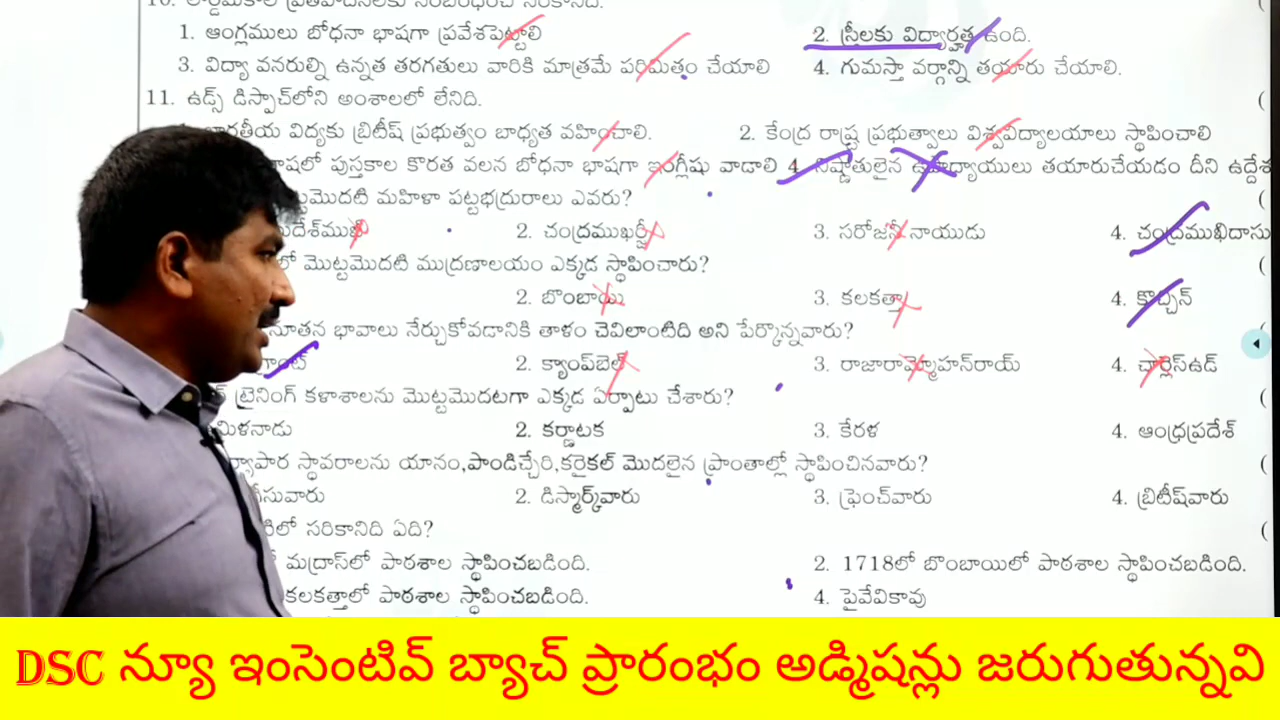 1. ఆంగ్లములు బోధనా భాషగా ప్రవేశపెట్టాలి 2. స్త్రీలకు విద్యార్హత ఉంది.
3. విద్యా వనరుల్ని ఉన్నత తరగతులు వారికి మాత్రమే పరిమితం చేయాలి 4. గుమస్తా వర్గాన్ని తయారు చేయాలి.
11. ఉడ్స్ డిస్పాచ్‌లోని అంశాలలో లేనిది. (
భారతీయ విద్యకు బ్రిటీష్ ప్రభుత్వం బాధ్యత వహించాలి. 2. కేంద్ర రాష్ట్ర ప్రభుత్వాలు విశ్వవిద్యాలయాలు స్థాపించాలి
పుస్తకాల కొరత వలన బోధనా భాషగా ఇంగ్లీషు వాడాలి 4. నిష్ణాతులైన ఉపాధ్యాయులు తయారుచేయడం దీని
మహిళా పట్టభద్రురాలు ఎవరు? (
2. చంద్రముఖర్జీ 3. సరోజనీ నాయుడు 4. చంద్రముఖిదాసు
లో మొట్టమొదటి ముద్రణాలయం ఎక్కడ స్థాపించారు? (
2. బొంబాయి 3. కలకత్తా 4. కొచ్చిన్
నూతన భావాలు నేర్చుకోవడానికి తాళం చెవిలాంటిది అని పేర్కొన్నవారు? (
2. క్యాంప్‌బెల్ 3. రాజారామ్మోహన్‌రాయ్ 4. చార్లెస్‌ఉడ్
ట్రైనింగ్ కళాశాలను మొట్టమొదటగా ఎక్కడ ఏర్పాటు చేశారు? (
2. కర్ణాటక 3. కేరళ 4. ఆంధ్రప్రదేశ్
స్థావరాలను యానం,పాండిచ్చేరి,కరైకల్ మొదలైన ప్రాంతాల్లో స్థాపించినవారు? (
2. డిస్మార్క్‌వారు 3. ఫ్రెంచ్‌వారు 4. బ్రిటీష్‌వారు
సరికానిది ఏది? (
మద్రాస్‌లో పాఠశాల స్థాపించబడింది. 2. 1718లో బొంబాయిలో పాఠశాల స్థాపించబడింది.
కలకత్తాలో పాఠశాల స్థాపించబడింది. 4. పైవేవికావు
DSC న్యూ ఇంసెంటివ్ బ్యాచ్ ప్రారంభం అడ్మిషన్లు జరుగుతున్నవి